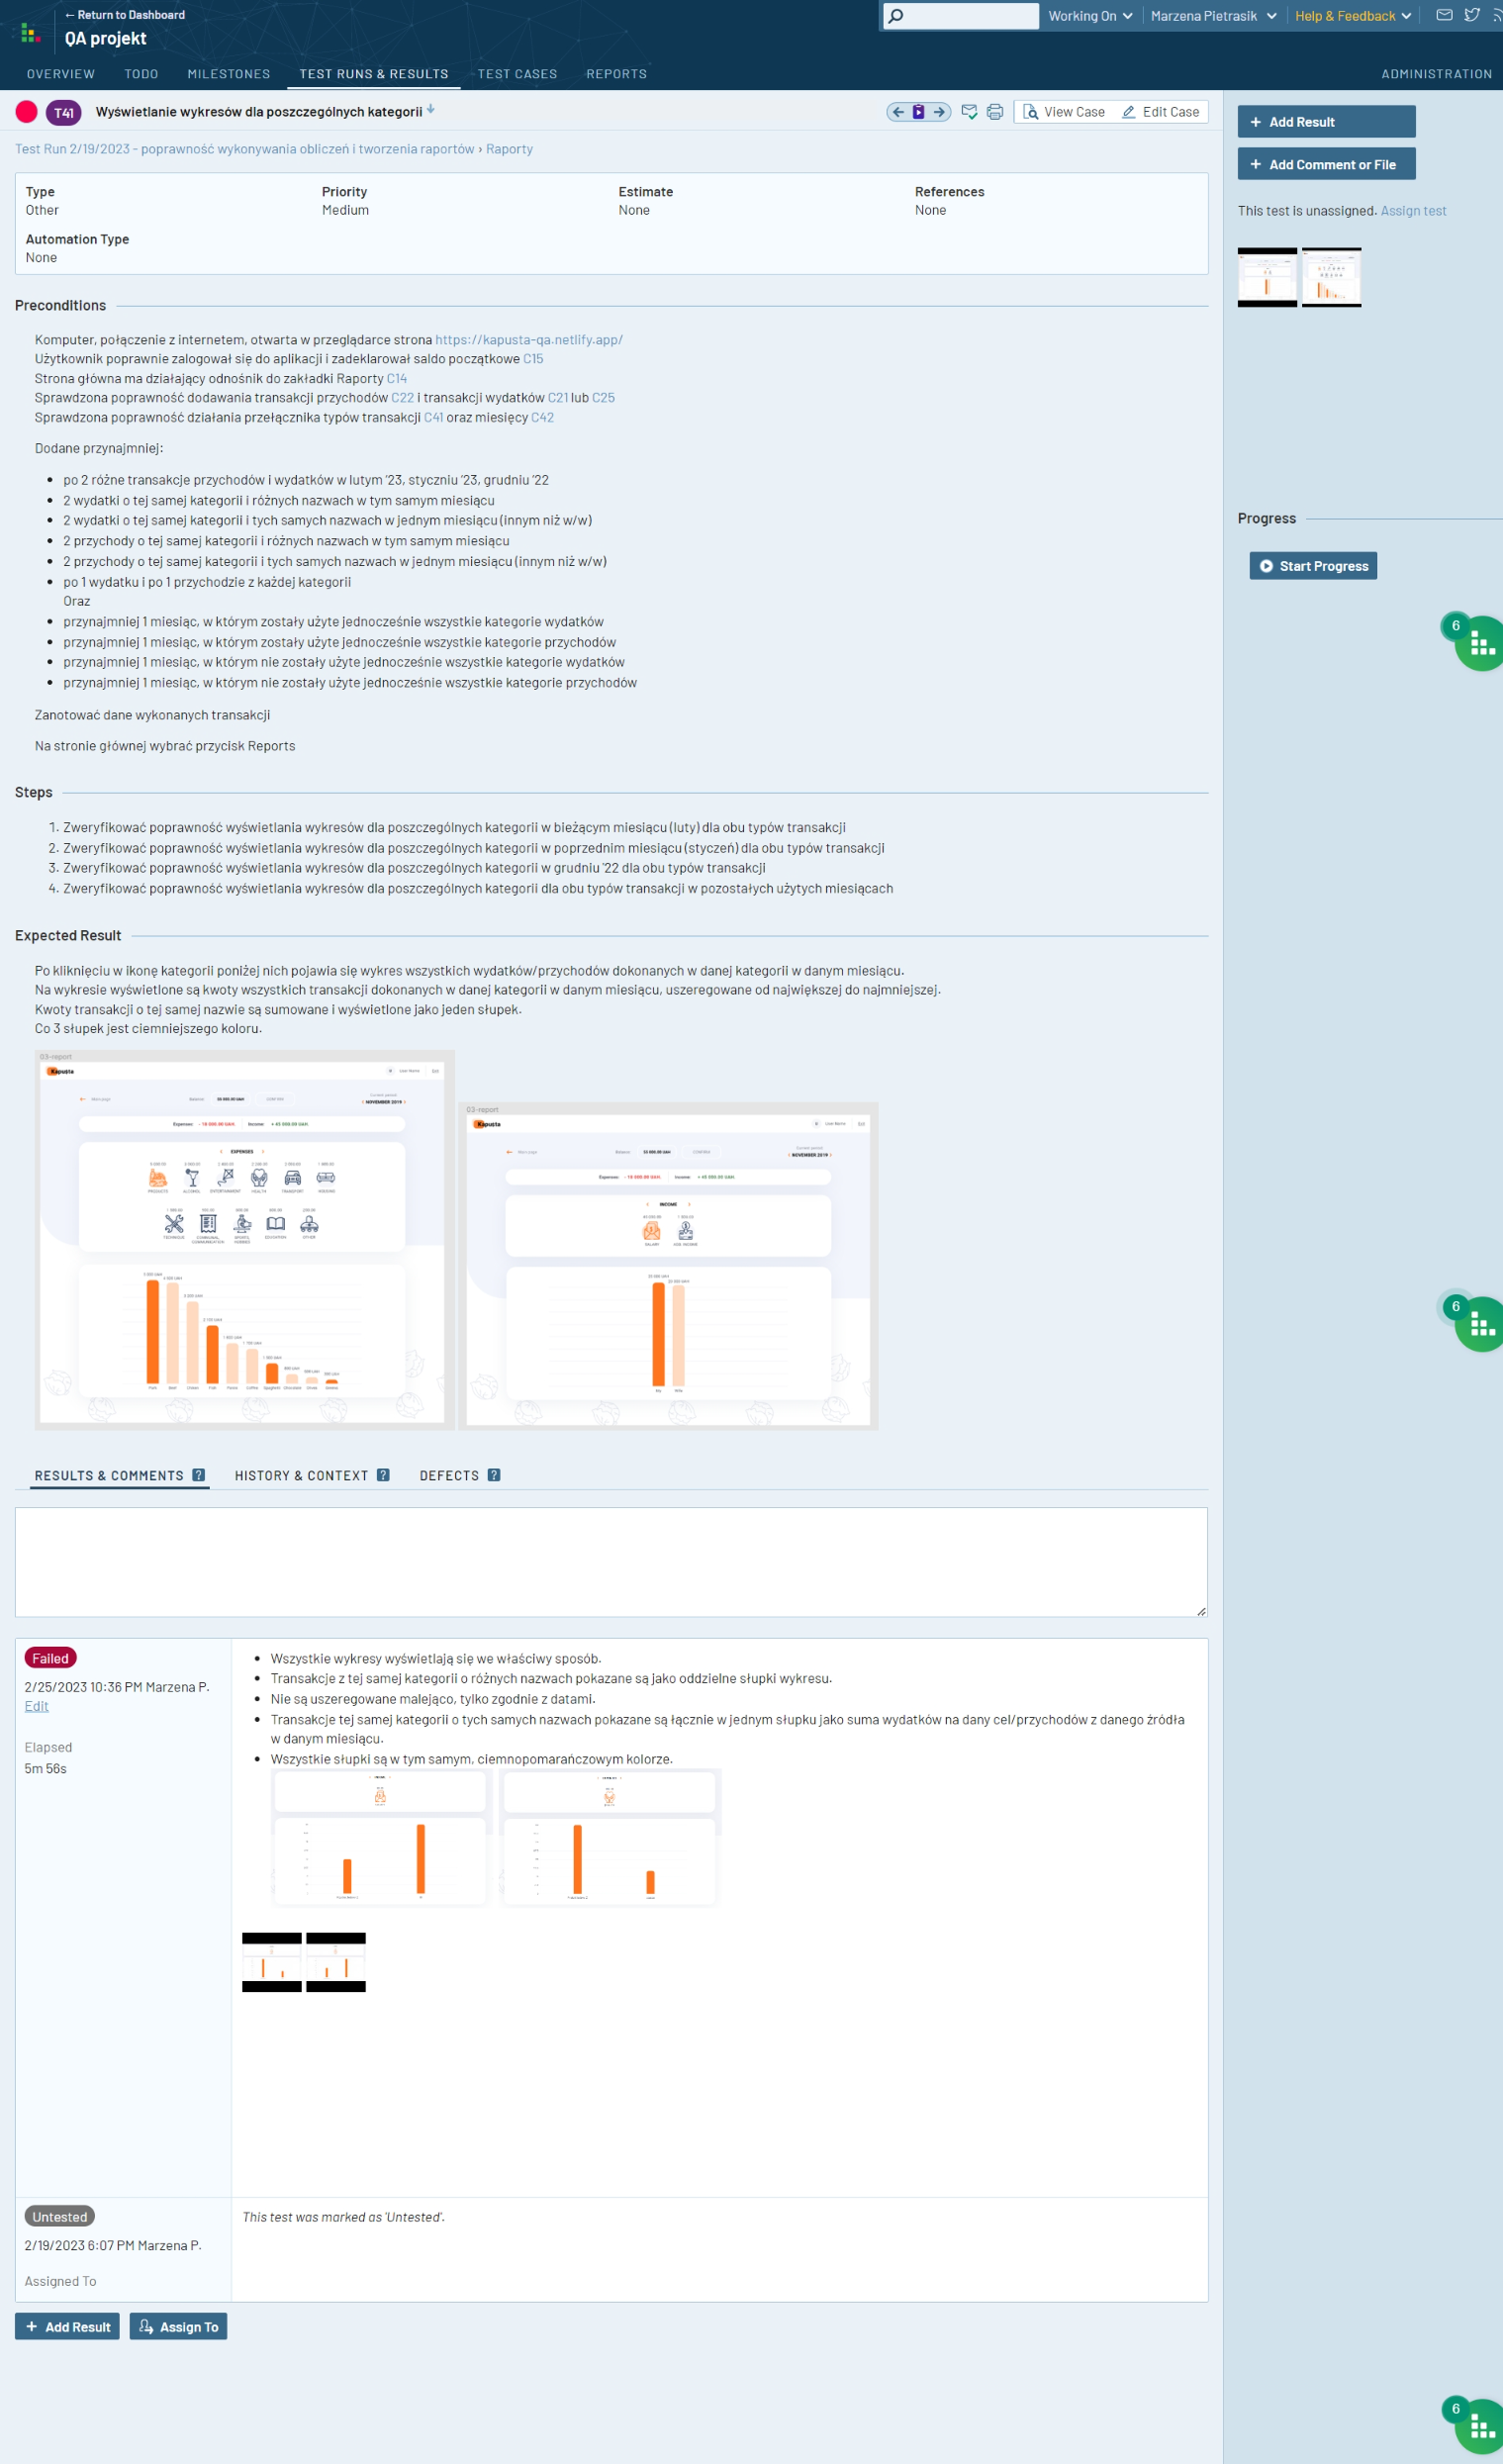 ← Return to Dashboard
QA projekt
Working On
Marzena Pietrasik
Help & Feedback
OVERVIEW
TODO
MILESTONES
TEST RUNS & RESULTS
TEST CASES
REPORTS
ADMINISTRATION
T41
Wyświetlanie wykresów dla poszczególnych kategorii
View Case
Edit Case
Test Run 2/19/2023 - poprawność wykonywania obliczeń i tworzenia raportów › Raporty
+ Add Result
+ Add Comment or File
This test is unassigned. Assign test
Type
Other
Priority
Medium
Estimate
None
References
None
Automation Type
None
Preconditions
Komputer, połączenie z internetem, otwarta w przeglądarce strona https://kapusta-qa.netlify.app/
Użytkownik poprawnie zalogował się do aplikacji i zadeklarował saldo początkowe C15
Strona główna ma działający odnośnik do zakładki Raporty C14
Sprawdzona poprawność dodawania transakcji przychodów C22 i transakcji wydatków C21 lub C25
Sprawdzona poprawność działania przełącznika typów transakcji C41 oraz miesięcy C42
Dodane przynajmniej:
• po 2 różne transakcje przychodów i wydatków w lutym '23, styczniu '23, grudniu '22
• 2 wydatki o tej samej kategorii i różnych nazwach w tym samym miesiącu
• 2 wydatki o tej samej kategorii i tych samych nazwach w jednym miesiącu (innym niż w/w)
• 2 przychody o tej samej kategorii i różnych nazwach w tym samym miesiącu
• 2 przychody o tej samej kategorii i tych samych nazwach w jednym miesiącu (innym niż w/w)
• po 1 wydatku i po 1 przychodzie z każdej kategorii
Oraz
• przynajmniej 1 miesiąc, w którym zostały użyte jednocześnie wszystkie kategorie wydatków
• przynajmniej 1 miesiąc, w którym zostały użyte jednocześnie wszystkie kategorie przychodów
• przynajmniej 1 miesiąc, w którym nie zostały użyte jednocześnie wszystkie kategorie wydatków
• przynajmniej 1 miesiąc, w którym nie zostały użyte jednocześnie wszystkie kategorie przychodów
Zanotować dane wykonanych transakcji
Na stronie głównej wybrać przycisk Reports
Progress
Start Progress
6
Steps
1. Zweryfikować poprawność wyświetlania wykresów dla poszczególnych kategorii w bieżącym miesiącu (luty) dla obu typów transakcji
2. Zweryfikować poprawność wyświetlania wykresów dla poszczególnych kategorii w poprzednim miesiącu (styczeń) dla obu typów transakcji
3. Zweryfikować poprawność wyświetlania wykresów dla poszczególnych kategorii w grudniu '22 dla obu typów transakcji
4. Zweryfikować poprawność wyświetlania wykresów dla poszczególnych kategorii dla obu typów transakcji w pozostałych użytych miesiącach
Expected Result
Po kliknięciu w ikonę kategorii poniżej nich pojawia się wykres wszystkich wydatków/przychodów dokonanych w danej kategorii w danym miesiącu.
Na wykresie wyświetlone są kwoty wszystkich transakcji dokonanych w danej kategorii w danym miesiącu, uszeregowane od największej do najmniejszej.
Kwoty transakcji o tej samej nazwie są sumowane i wyświetlone jako jeden słupek.
Co 3 słupek jest ciemniejszego koloru.
03-report
Kapusta
NOVEMBER 2019
EXPENSES
03-report
Kapusta
NOVEMBER 2019
INCOME
6
RESULTS & COMMENTS ?
HISTORY & CONTEXT ?
DEFECTS ?
Failed
2/25/2023 10:36 PM Marzena P.
Edit
Elapsed
5m 56s
• Wszystkie wykresy wyświetlają się we właściwy sposób.
• Transakcje z tej samej kategorii o różnych nazwach pokazane są jako oddzielne słupki wykresu.
• Nie są uszeregowane malejąco, tylko zgodnie z datami.
• Transakcje tej samej kategorii o tych samych nazwach pokazane są łącznie w jednym słupku jako suma wydatków na dany cel/przychodów z danego źródła
w danym miesiącu.
• Wszystkie słupki są w tym samym, ciemnopomarańczowym kolorze.
Untested
2/19/2023 6:07 PM Marzena P.
Assigned To
This test was marked as 'Untested'.
+ Add Result
Assign To
6